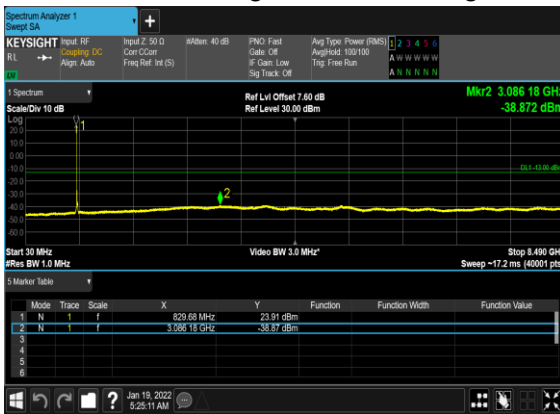 Spectrum Analyzer 1
Swept SA
+
KEYSIGHT Input: RF Input Z: 50 Ω #Atten: 40 dB PNO: Fast Avg Type: Power (RMS) 1 2 3 4 5 6
RL Coupling: DC Corr CCorr Gate: Off Avg|Hold: 100/100 A W W W W W
Align: Auto Freq Ref: Int (S) IF Gain: Low Trig: Free Run
Sig Track: Off A N N N N N
LV
1 Spectrum Ref Lvl Offset 7.60 dB Mkr2 3.086 18 GHz
Scale/Div 10 dB Ref Level 30.00 dBm -38.872 dBm
Log
20.0
10.0
0.00
-10.0
-20.0
-30.0
-40.0
-50.0
-60.0
1
2
DL1 -13.00 dBm
Start 30 MHz Video BW 3.0 MHz* Stop 8.490 GHz
#Res BW 1.0 MHz Sweep ~17.2 ms (40001 pts)
5 Marker Table
Mode Trace Scale X Y Function Function Width Function Value
1 N 1 f 829.68 MHz 23.91 dBm
2 N 1 f 3.086 18 GHz -38.87 dBm
3
4
5
6
? Jan 19, 2022
5:25:11 AM